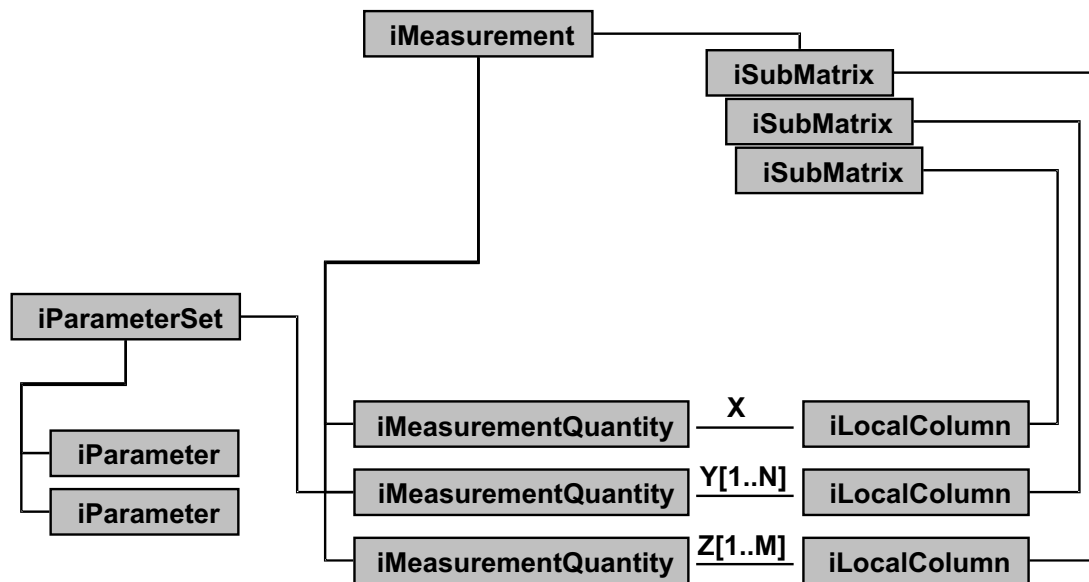 iMeasurement
iSubMatrix
iSubMatrix
iSubMatrix
iParameterSet
iParameter
iParameter
iMeasurementQuantity
X
iLocalColumn
iMeasurementQuantity
Y[1..N]
iLocalColumn
iMeasurementQuantity
Z[1..M]
iLocalColumn